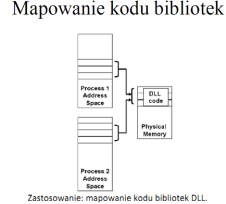 Mapowanie kodu bibliotek
Process 1
Address
Space
DLL
code
Physical
Memory
Process 2
Address
Space
Zastosowanie: mapowanie kodu bibliotek DLL.